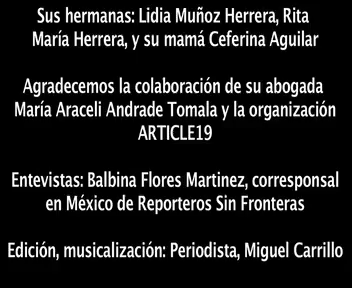 Sus hermanas: Lidia Muñoz Herrera, Rita
María Herrera, y su mamá Ceferina Aguilar
Agradecemos la colaboración de su abogada
María Araceli Andrade Tomala y la organización
ARTICLE19
Entevistas: Balbina Flores Martinez, corresponsal
en México de Reporteros Sin Fronteras
Edición, musicalización: Periodista, Miguel Carrillo